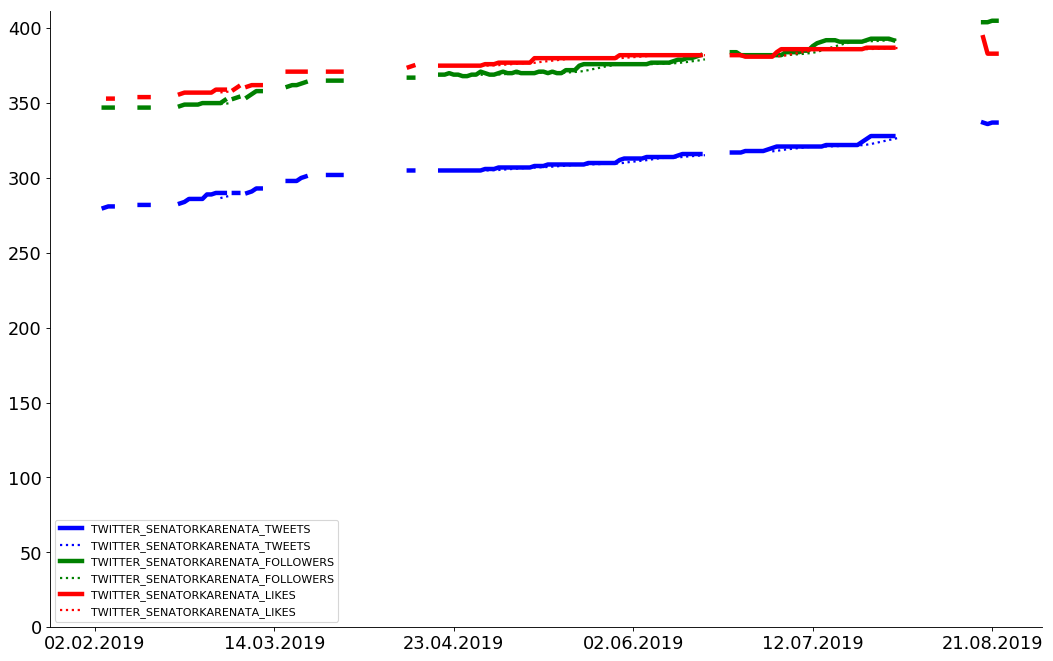 400
350
300
250
200
150
100
50
0
TWITTER_SENATORKARENATA_TWEETS
TWITTER_SENATORKARENATA_TWEETS
TWITTER_SENATORKARENATA_FOLLOWERS
TWITTER_SENATORKARENATA_FOLLOWERS
TWITTER_SENATORKARENATA_LIKES
TWITTER_SENATORKARENATA_LIKES
02.02.2019 14.03.2019 23.04.2019 02.06.2019 12.07.2019 21.08.2019